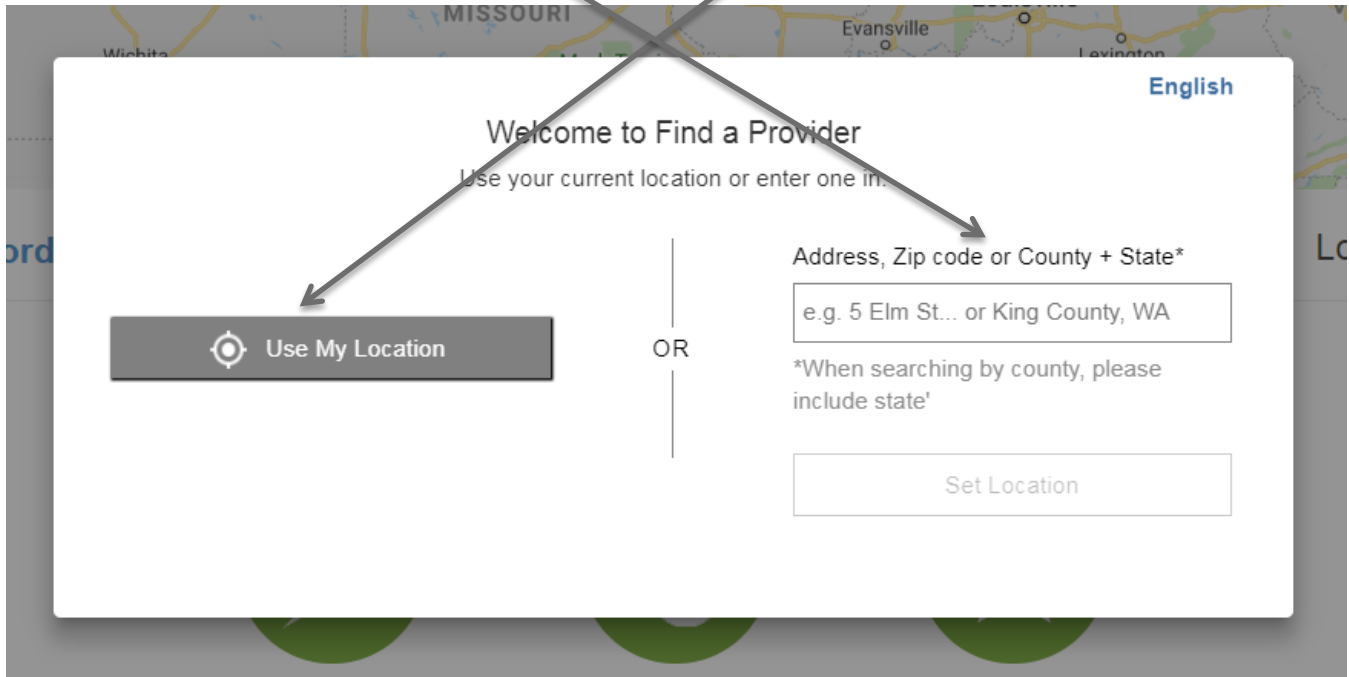 MISSOURI
Evansville
Wichita
Lexington
English
Welcome to Find a Provider
Use your current location or enter one in.
ord
Address, Zip code or County + State*
Lo
e.g. 5 Elm St... or King County, WA
Use My Location
OR
*When searching by county, please
include state'
Set Location